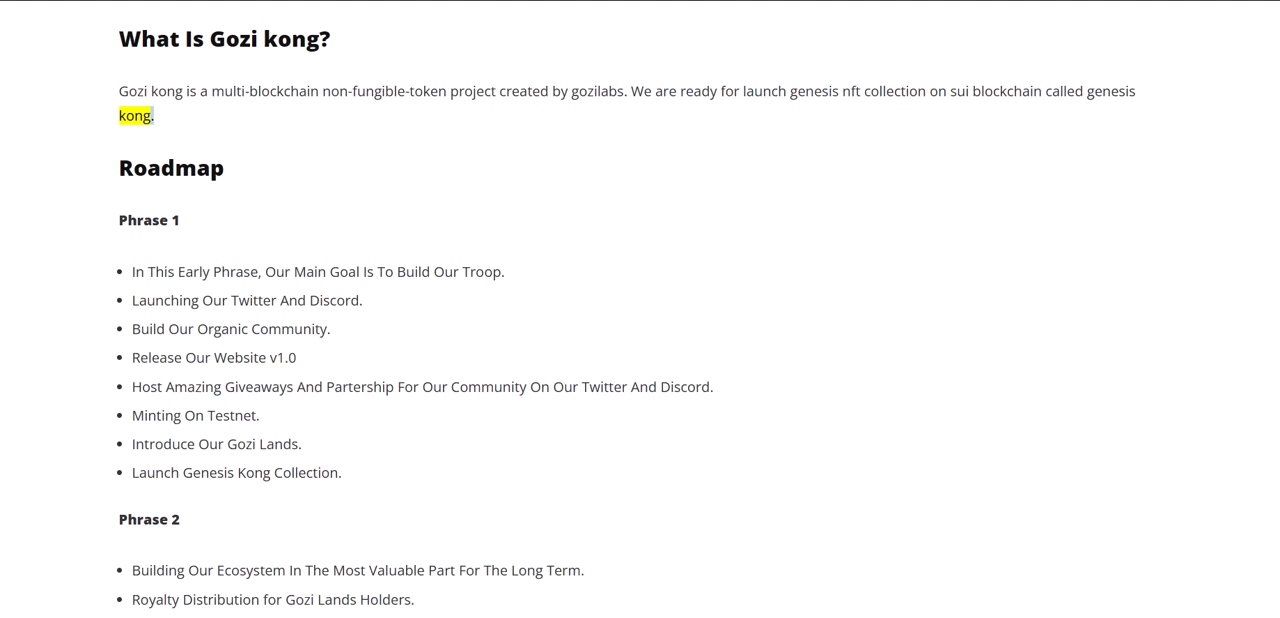 What Is Gozi kong?
Gozi kong is a multi-blockchain non-fungible-token project created by gozilabs. We are ready for launch genesis nft collection on sui blockchain called genesis
kong.
Roadmap
Phrase 1
• In This Early Phrase, Our Main Goal Is To Build Our Troop.
• Launching Our Twitter And Discord.
• Build Our Organic Community.
• Release Our Website v1.0
• Host Amazing Giveaways And Partership For Our Community On Our Twitter And Discord.
• Minting On Testnet.
• Introduce Our Gozi Lands.
• Launch Genesis Kong Collection.
Phrase 2
• Building Our Ecosystem In The Most Valuable Part For The Long Term.
• Royalty Distribution for Gozi Lands Holders.